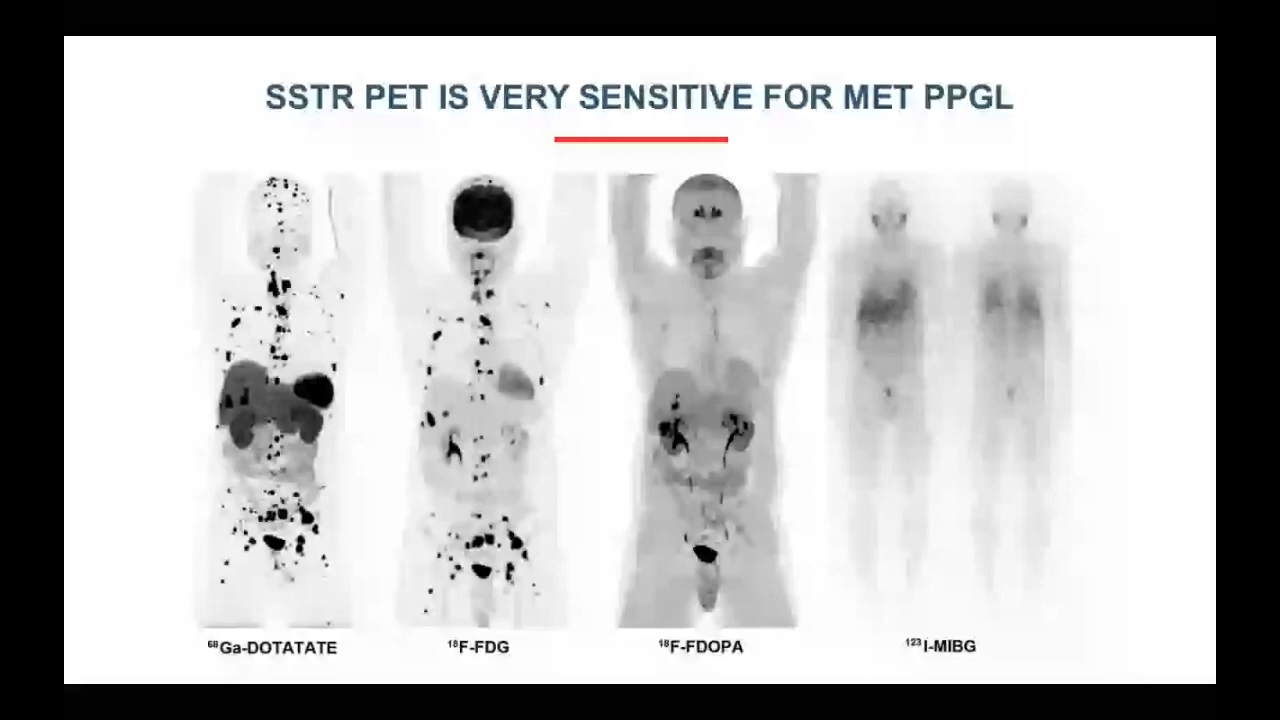 SSTR PET IS VERY SENSITIVE FOR MET PPGL
⁶⁸Ga-DOTATATE
¹⁸F-FDG
¹⁸F-FDOPA
¹²³I-MIBG